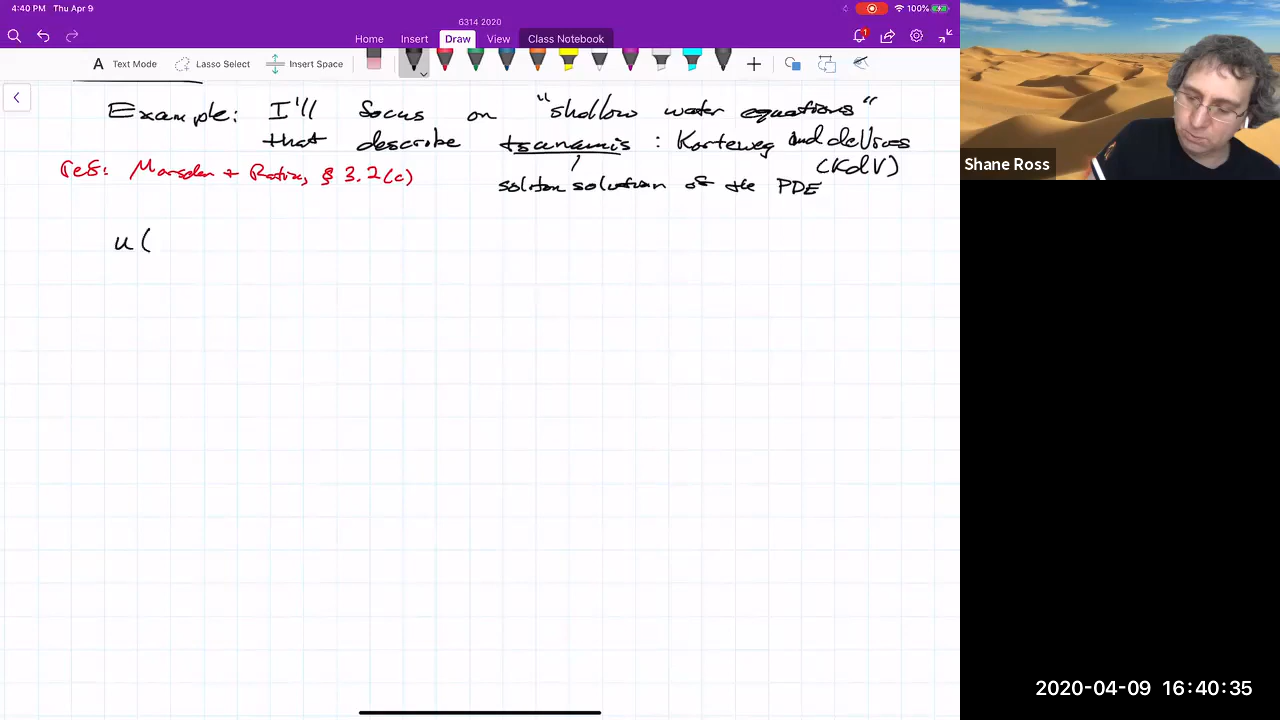 4:40 PM Thu Apr 9
100%
6314 2020
Home Insert Draw View Class Notebook
1
A Text Mode Lasso Select Insert Space
Example: I'll focus on "shallow water equations"
that describe tsunamis : Korteweg and deVries
(KdV)
ref: Marsden + Ratiu, § 3.2(c)
soliton solution of the PDE
u(
Shane Ross
2020-04-09 16:40:35